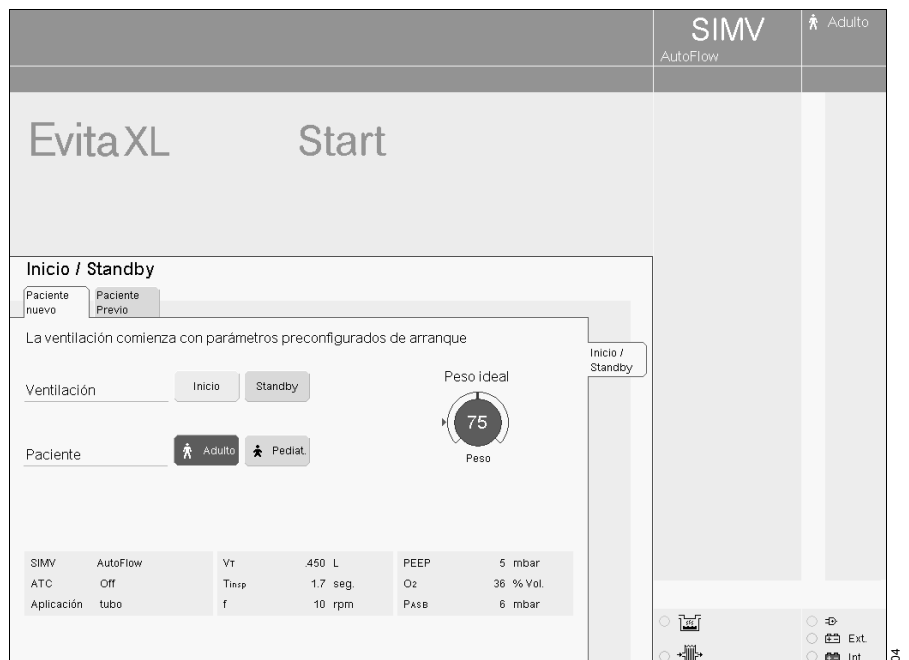 SIMV
AutoFlow
Adulto
Evita XL Start
Inicio / Standby
Paciente nuevo
Paciente Previo
La ventilación comienza con parámetros preconfigurados de arranque
Inicio / Standby
Ventilación Inicio Standby
Peso ideal
75
Peso
Paciente Adulto Pediat.
SIMV AutoFlow VT .450 L PEEP 5 mbar
ATC Off Tinsp 1.7 seg. O2 36 % Vol.
Aplicación tubo f 10 rpm PASB 6 mbar
Ext.
Int.
04